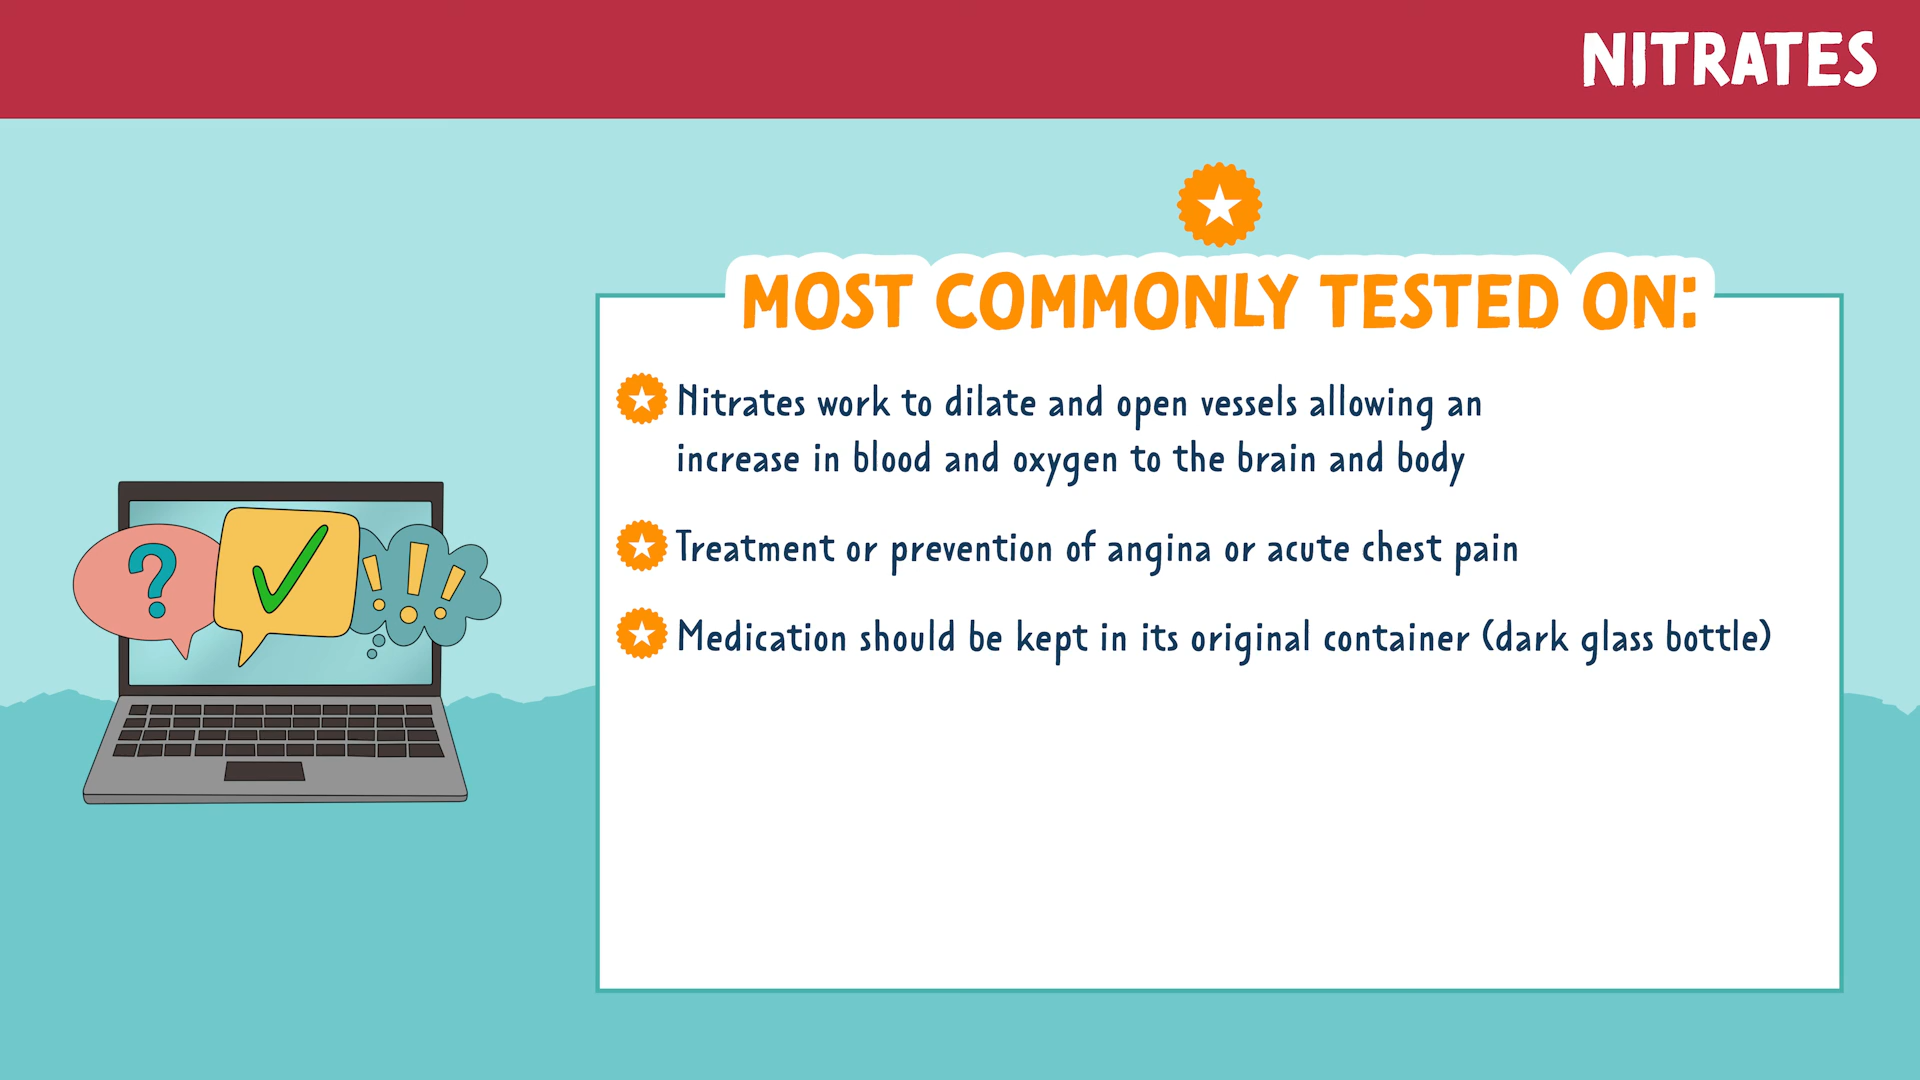 NITRATES
MOST COMMONLY TESTED ON:
Nitrates work to dilate and open vessels allowing an
increase in blood and oxygen to the brain and body
Treatment or prevention of angina or acute chest pain
Medication should be kept in its original container (dark glass bottle)